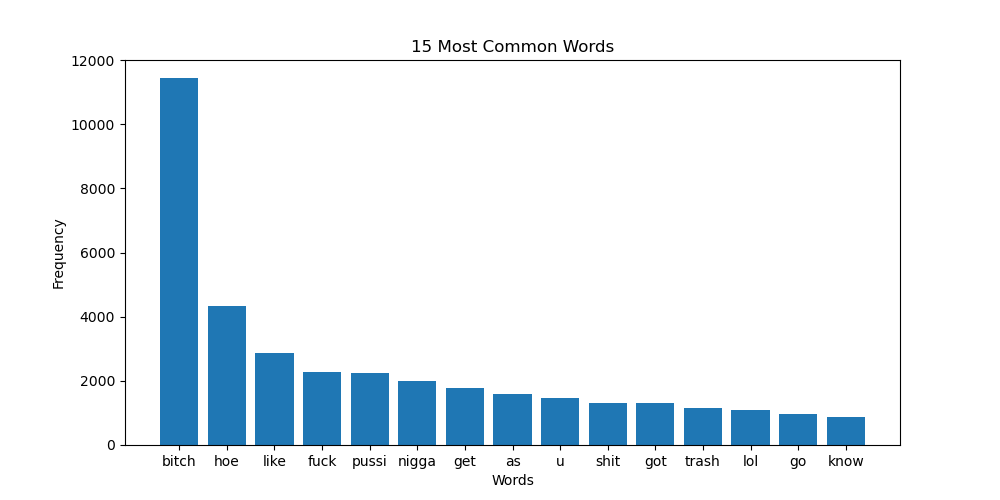 15 Most Common Words
12000
10000
8000
6000
4000
2000
0
Frequency
bitch hoe like fuck pussi nigga get as u shit got trash lol go know
Words